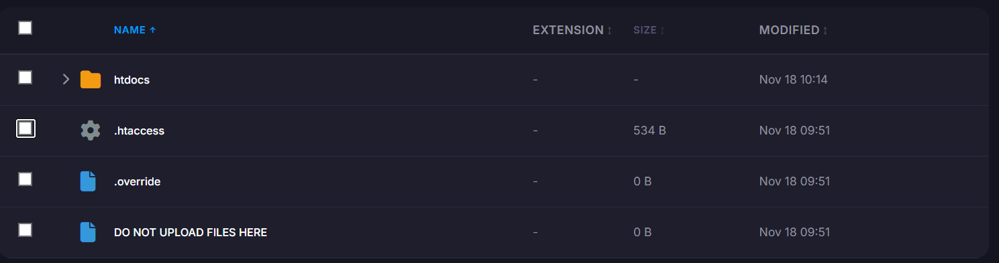 NAME ↑ EXTENSION ↕ SIZE ↕ MODIFIED ↕
htdocs - - Nov 18 10:14
.htaccess - 534 B Nov 18 09:51
.override - 0 B Nov 18 09:51
DO NOT UPLOAD FILES HERE - 0 B Nov 18 09:51